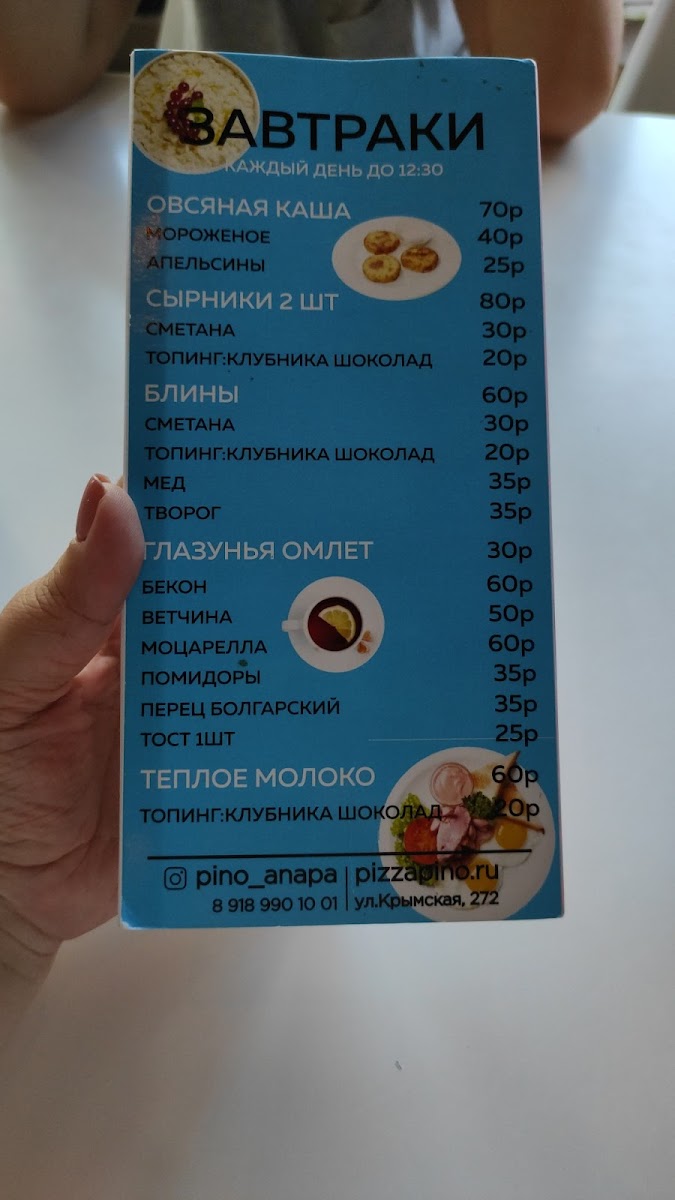 ЗАВТРАКИ
КАЖДЫЙ ДЕНЬ ДО 12:30
ОВСЯНАЯ КАША 70р
МОРОЖЕНОЕ 40р
АПЕЛЬСИНЫ 25р
СЫРНИКИ 2 ШТ 80р
СМЕТАНА 30р
ТОПИНГ:КЛУБНИКА ШОКОЛАД 20р
БЛИНЫ 60р
СМЕТАНА 30р
ТОПИНГ:КЛУБНИКА ШОКОЛАД 20р
МЕД 35р
ТВОРОГ 35р
ГЛАЗУНЬЯ ОМЛЕТ 30р
БЕКОН 60р
ВЕТЧИНА 50р
МОЦАРЕЛЛА 60р
ПОМИДОРЫ 35р
ПЕРЕЦ БОЛГАРСКИЙ 35р
ТОСТ 1ШТ 25р
ТЕПЛОЕ МОЛОКО 60р
ТОПИНГ:КЛУБНИКА ШОКОЛАД 20р
pino_anapa | pizzapino.ru
8 918 990 10 01 | ул.Крымская, 272